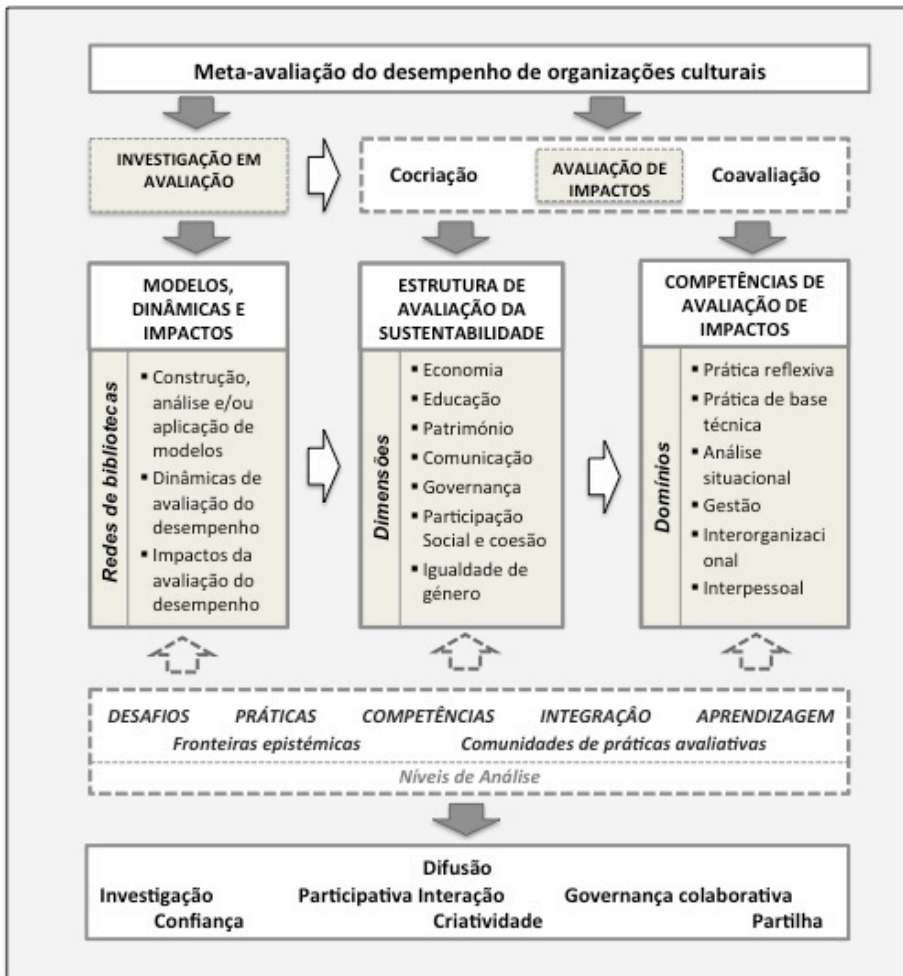 Meta-avaliação do desempenho de organizações culturais
INVESTIGAÇÃO EM
AVALIAÇÃO
Cocriação
AVALIAÇÃO DE
IMPACTOS
Coavaliação
MODELOS,
DINÂMICAS E
IMPACTOS
Redes de bibliotecas
▪ Construção,
análise e/ou
aplicação de
modelos
▪ Dinâmicas de
avaliação do
desempenho
▪ Impactos da
avaliação do
desempenho
ESTRUTURA DE
AVALIAÇÃO DA
SUSTENTABILIDADE
Dimensões
▪ Economia
▪ Educação
▪ Património
▪ Comunicação
▪ Governança
▪ Participação
Social e coesão
▪ Igualdade de
género
COMPETÊNCIAS DE
AVALIAÇÃO DE
IMPACTOS
Domínios
▪ Prática reflexiva
▪ Prática de base
técnica
▪ Análise
situacional
▪ Gestão
▪ Interorganizaci
onal
▪ Interpessoal
DESAFIOS PRÁTICAS COMPETÊNCIAS INTEGRAÇÂO APRENDIZAGEM
Fronteiras epistémicas Comunidades de práticas avaliativas
Níveis de Análise
Difusão
Investigação Participativa Interação Governança colaborativa
Confiança Criatividade Partilha